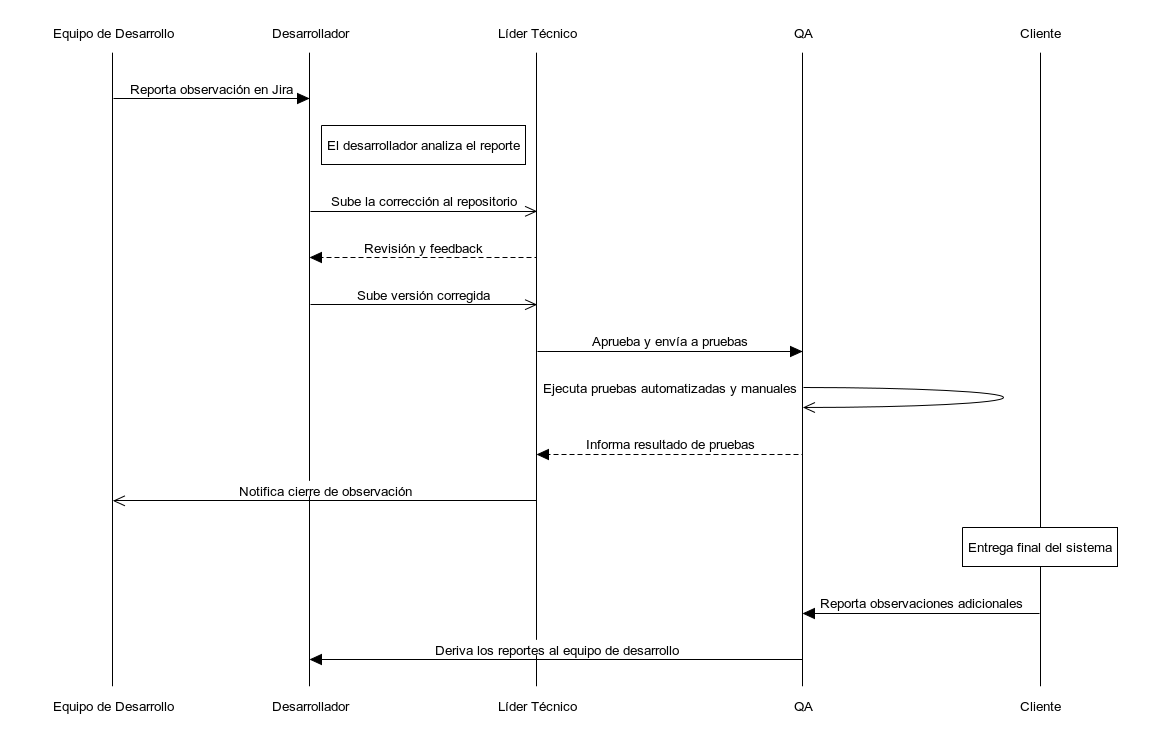 Equipo de Desarrollo
Desarrollador
Líder Técnico
QA
Cliente
Reporta observación en Jira
El desarrollador analiza el reporte
Sube la corrección al repositorio
Revisión y feedback
Sube versión corregida
Aprueba y envía a pruebas
Ejecuta pruebas automatizadas y manuales
Informa resultado de pruebas
Notifica cierre de observación
Entrega final del sistema
Reporta observaciones adicionales
Deriva los reportes al equipo de desarrollo
Equipo de Desarrollo
Desarrollador
Líder Técnico
QA
Cliente